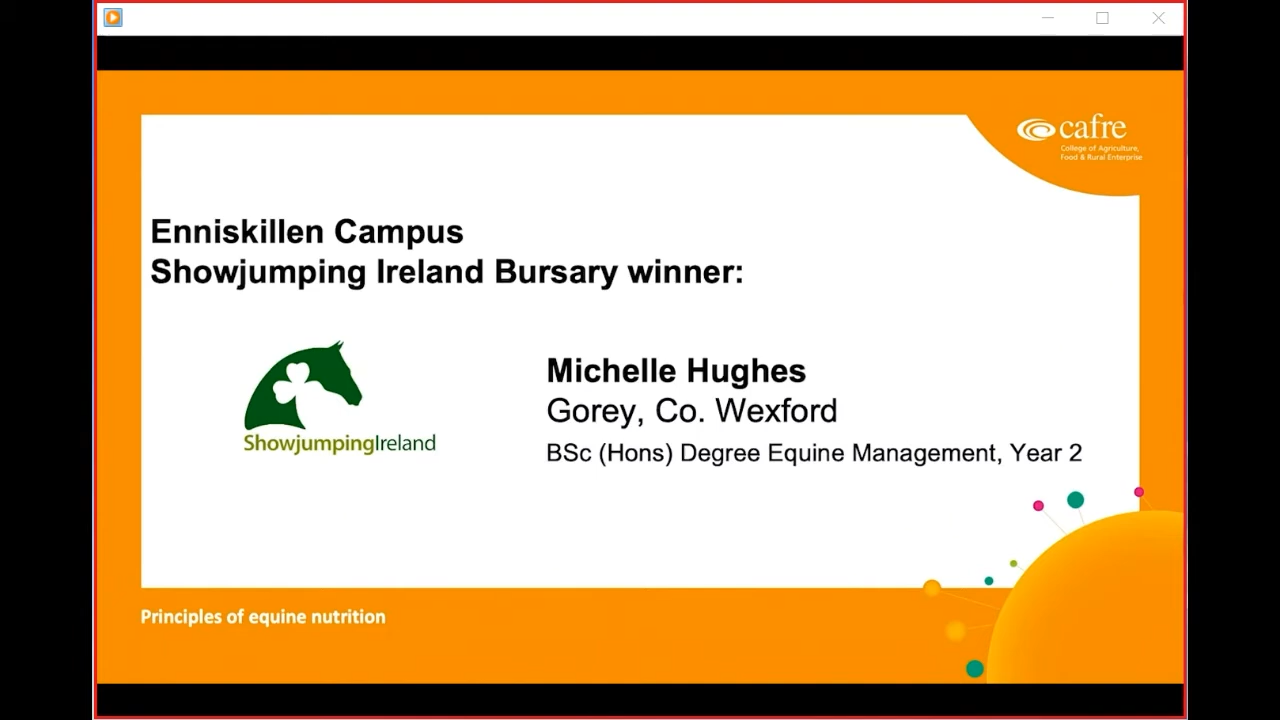 cafre
College of Agriculture,
Food & Rural Enterprise
Enniskillen Campus
Showjumping Ireland Bursary winner:
Michelle Hughes
Gorey, Co. Wexford
ShowjumpingIreland
BSc (Hons) Degree Equine Management, Year 2
Principles of equine nutrition